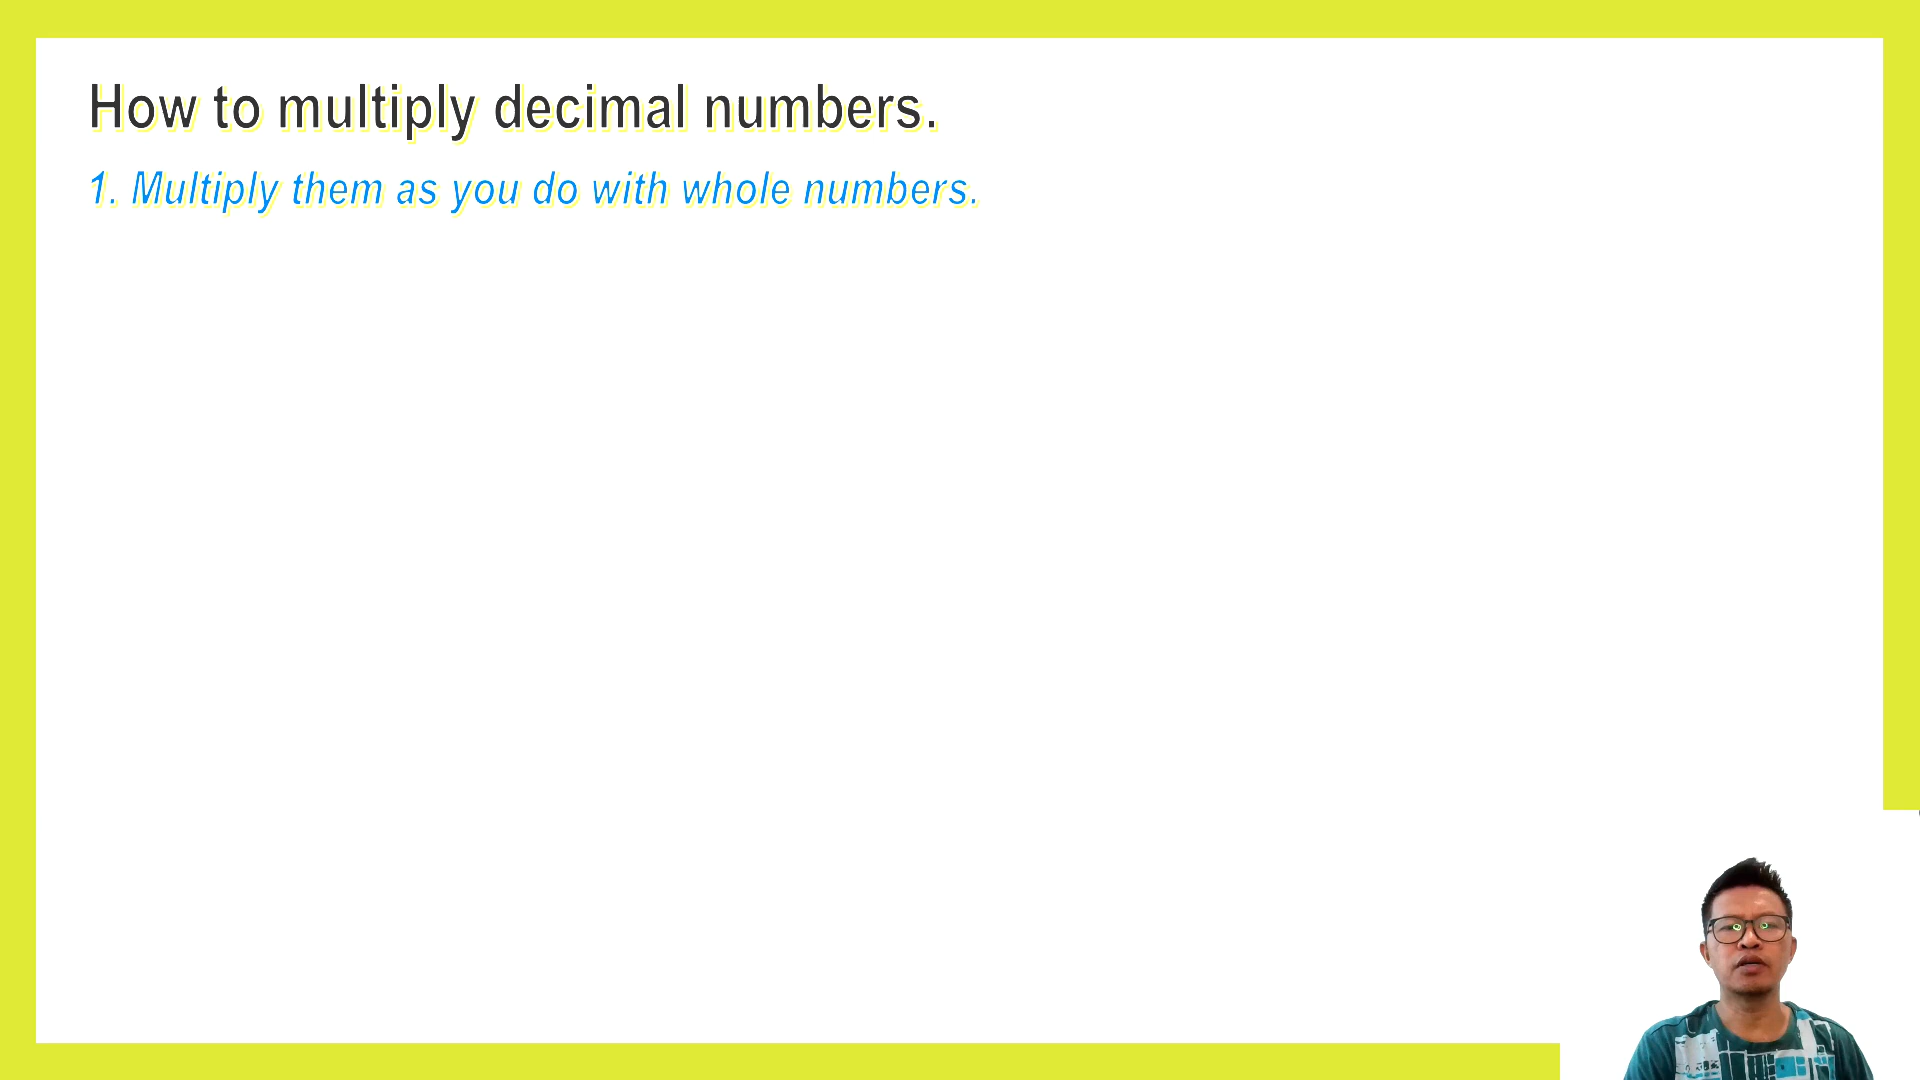 How to multiply decimal numbers.
1. Multiply them as you do with whole numbers.